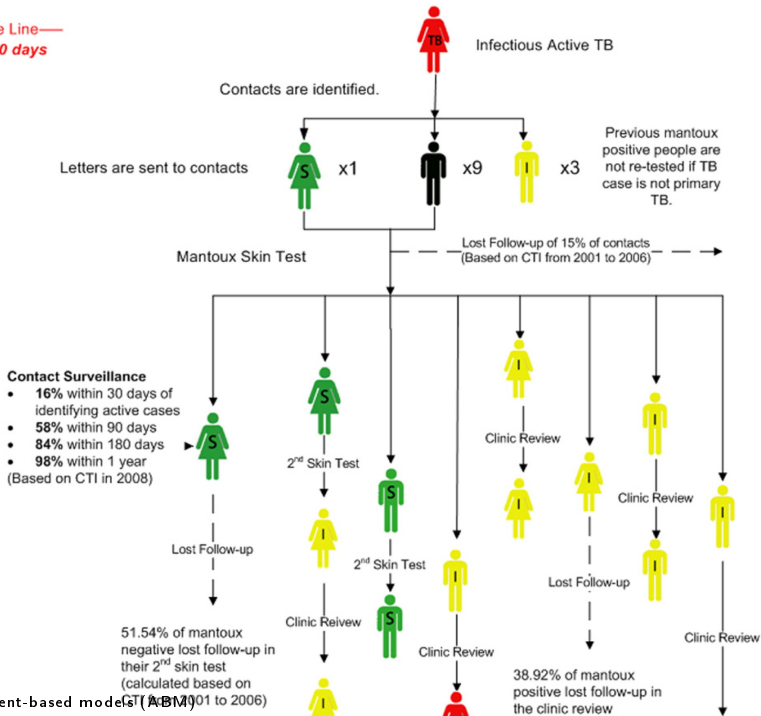 e Line
0 days
TB
Infectious Active TB
Contacts are identified.
Letters are sent to contacts
S
x1
x9
I
x3
Previous mantoux
positive people are
not re-tested if TB
case is not primary
TB.
Mantoux Skin Test
Lost Follow-up of 15% of contacts
(Based on CTI from 2001 to 2006)
Contact Surveillance
• 16% within 30 days of
identifying active cases
• 58% within 90 days
• 84% within 180 days
• 98% within 1 year
(Based on CTI in 2008)
S
Lost Follow-up
51.54% of mantoux
negative lost follow-up in
their 2nd skin test
(calculated based on
CTI from 2001 to 2006)
S
2nd Skin Test
I
Clinic Reivew
I
S
2nd Skin Test
S
I
Clinic Review
I
Clinic Review
I
I
Lost Follow-up
38.92% of mantoux
positive lost follow-up in
the clinic review
I
Clinic Review
I
I
Clinic Review
ent-based models (ABM)